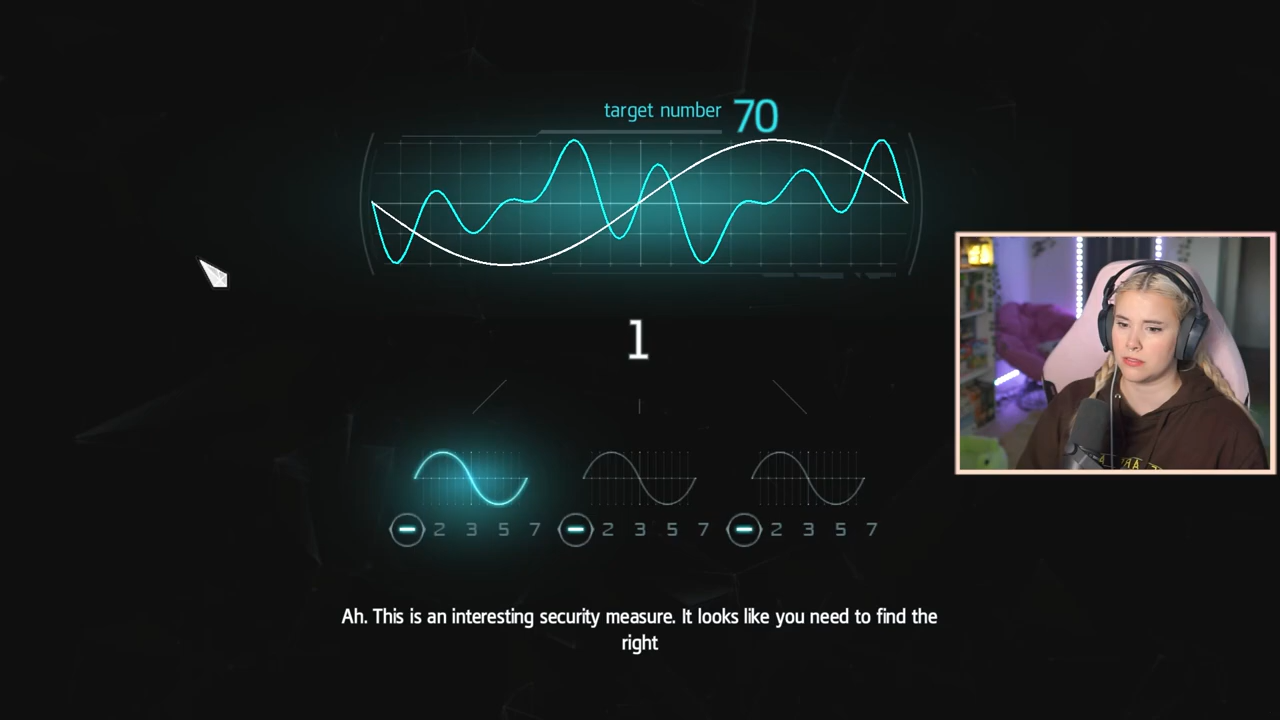 target number 70
1
2 3 5 7 2 3 5 7 2 3 5 7
Ah. This is an interesting security measure. It looks like you need to find the
right